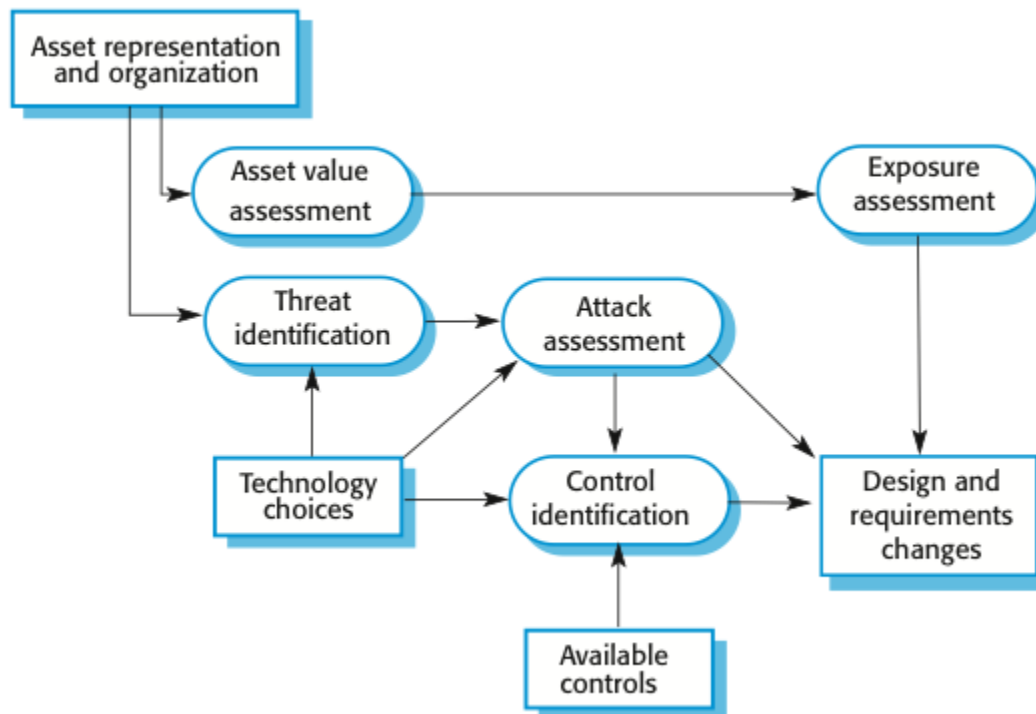 Asset representation
and organization
Asset value
assessment
Exposure
assessment
Threat
identification
Attack
assessment
Technology
choices
Control
identification
Design and
requirements
changes
Available
controls